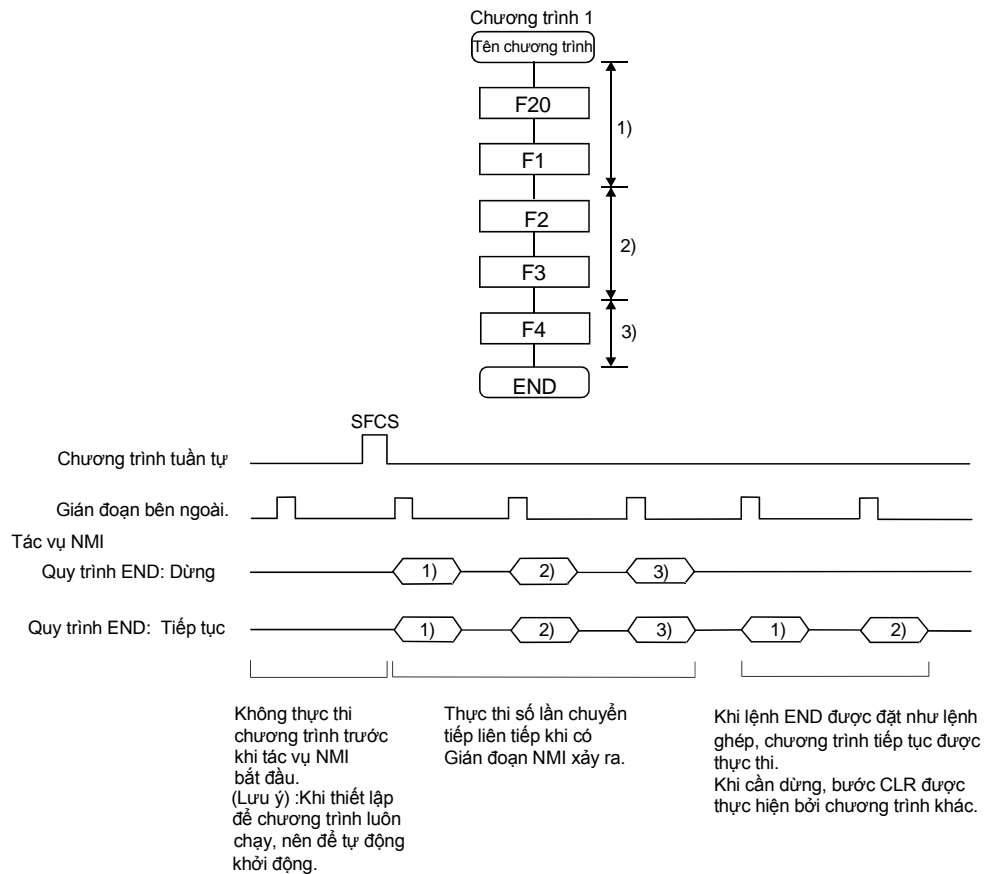 Chương trình 1
Tên chương trình
F20
1)
F1
F2
2)
F3
F4
3)
END
SFCS
Chương trình tuần tự
Gián đoạn bên ngoài.
Tác vụ NMI
Quy trình END: Dừng
1)
2)
3)
Quy trình END: Tiếp tục
1)
2)
3)
1)
2)
Không thực thi
chương trình trước
khi tác vụ NMI
bắt đầu.
(Lưu ý) :Khi thiết lập
để chương trình luôn
chạy, nên để tự động
khởi động.
Thực thi số lần chuyển
tiếp liên tiếp khi có
Gián đoạn NMI xảy ra.
Khi lệnh END được đặt như lệnh
ghép, chương trình tiếp tục được
thực thi.
Khi cần dừng, bước CLR được
thực hiện bởi chương trình khác.